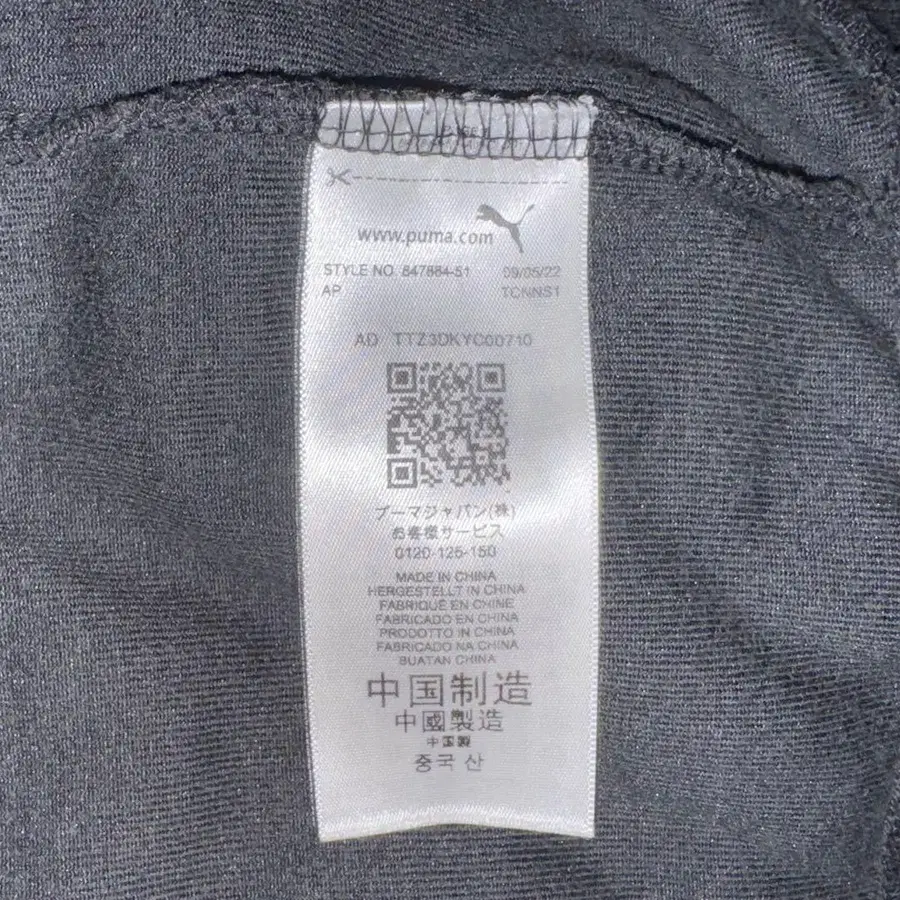 www.puma.com
STYLE NO. 847884-51 09/05/22
AP TCNNS1
AD TTZ3DKYC00710
プーマジャパン(株)
お客様サービス
0120-125-150
MADE IN CHINA
HERGESTELLT IN CHINA
FABRIQUÉ EN CHINE
FABRICADO EN CHINA
PRODOTTO IN CHINA
FABRICADO NA CHINA
BUATAN CHINA
中国制造
中國製造
中国製
중국 산